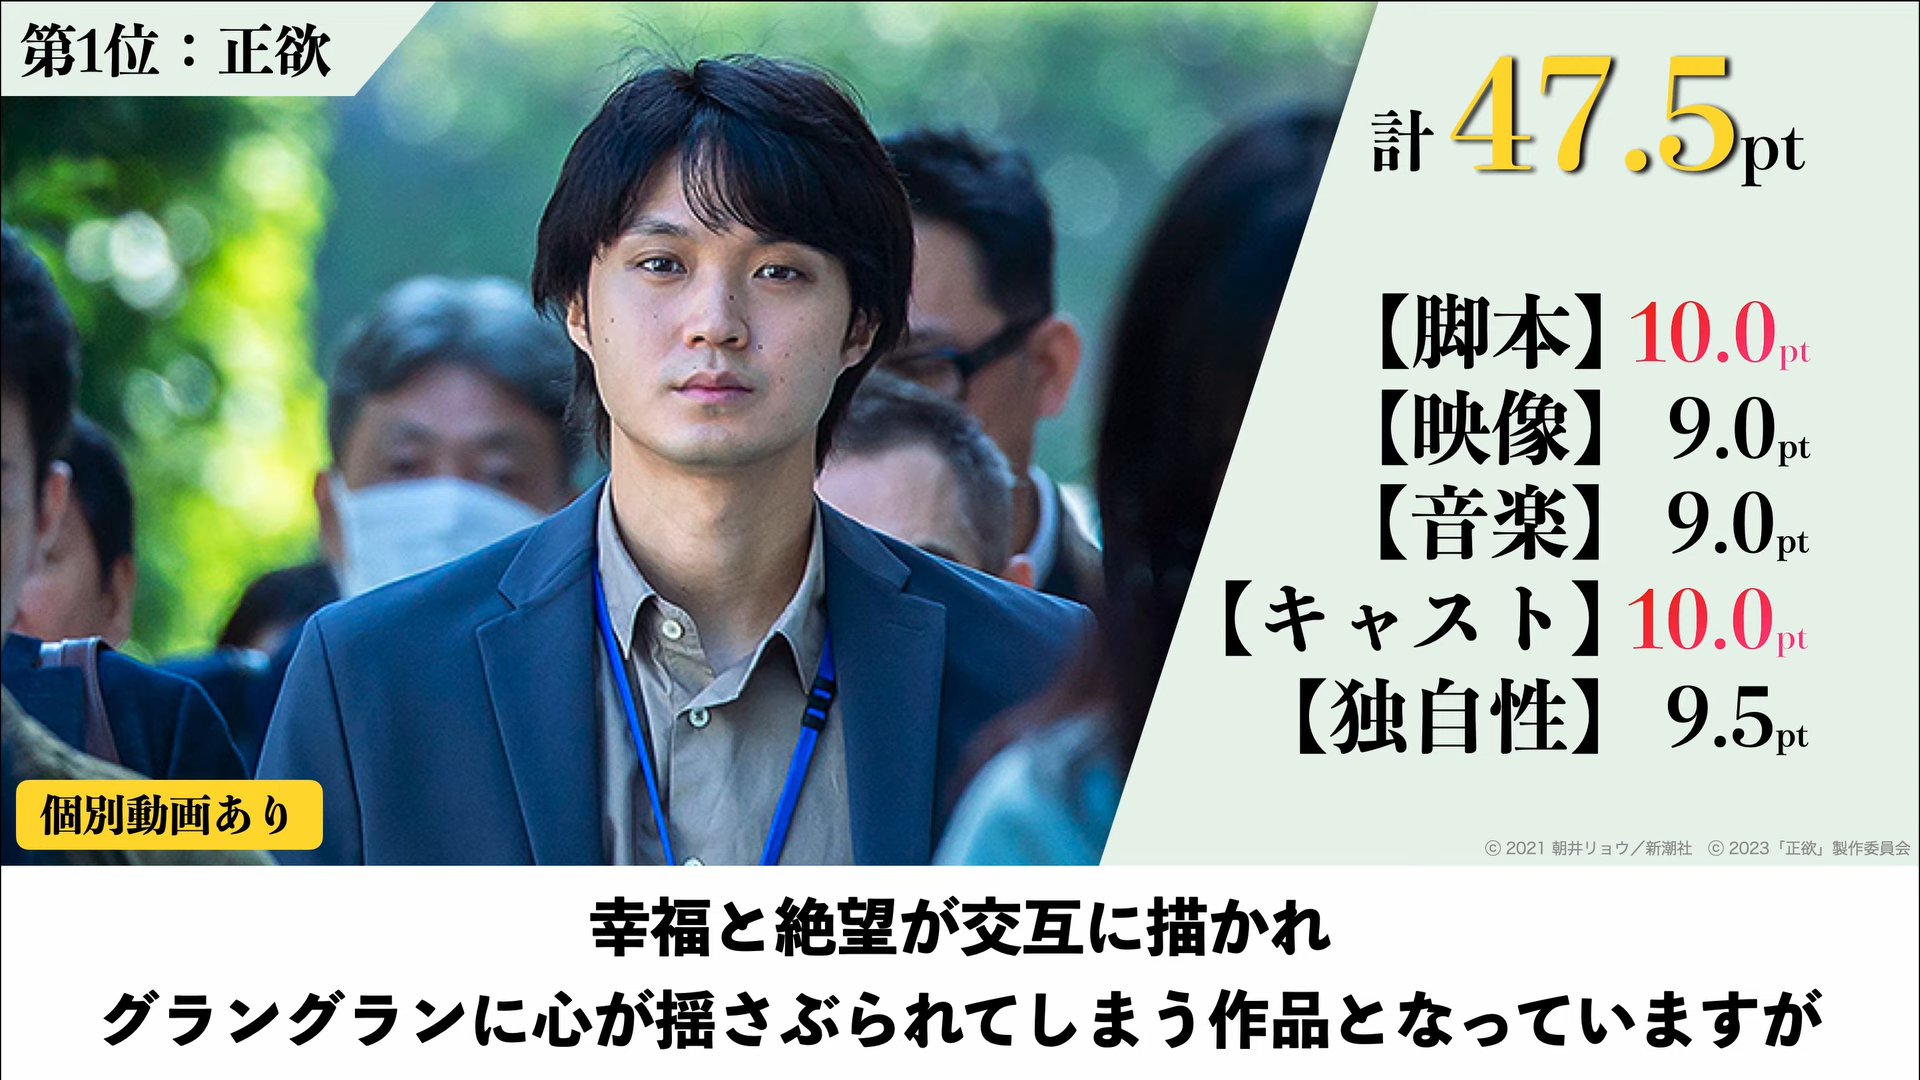 第1位：正欲
計 47.5pt
【脚本】 10.0pt
【映像】 9.0pt
【音楽】 9.0pt
【キャスト】 10.0pt
【独自性】 9.5pt
個別動画あり
© 2021 朝井リョウ／新潮社 © 2023「正欲」製作委員会
幸福と絶望が交互に描かれ
グラングランに心が揺さぶられてしまう作品となっていますが